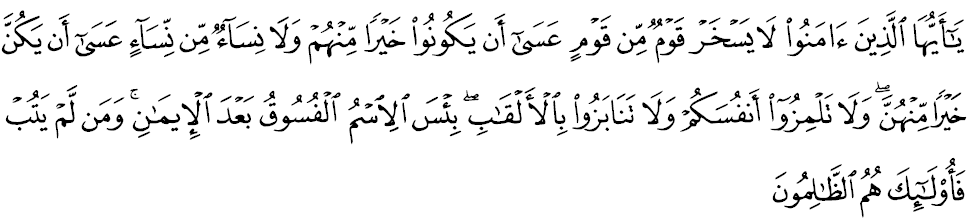 يَـٰٓأَيُّهَا ٱلَّذِينَ ءَامَنُوا۟ لَا يَسْخَرْ قَوْمٌۭ مِّن قَوْمٍ عَسَىٰٓ أَن يَكُونُوا۟ خَيْرًۭا مِّنْهُمْ وَلَا نِسَآءٌۭ مِّن نِّسَآءٍ عَسَىٰٓ أَن يَكُنَّ
خَيْرًۭا مِّنْهُنَّ ۖ وَلَا تَلْمِزُوٓا۟ أَنفُسَكُمْ وَلَا تَنَابَزُوا۟ بِٱلْأَلْقَـٰبِ ۖ بِئْسَ ٱلِٱسْمُ ٱلْفُسُوقُ بَعْدَ ٱلْإِيمَـٰنِ ۚ وَمَن لَّمْ يَتُبْ
فَأُو۟لَـٰٓئِكَ هُمُ ٱلظَّـٰلِمُونَ